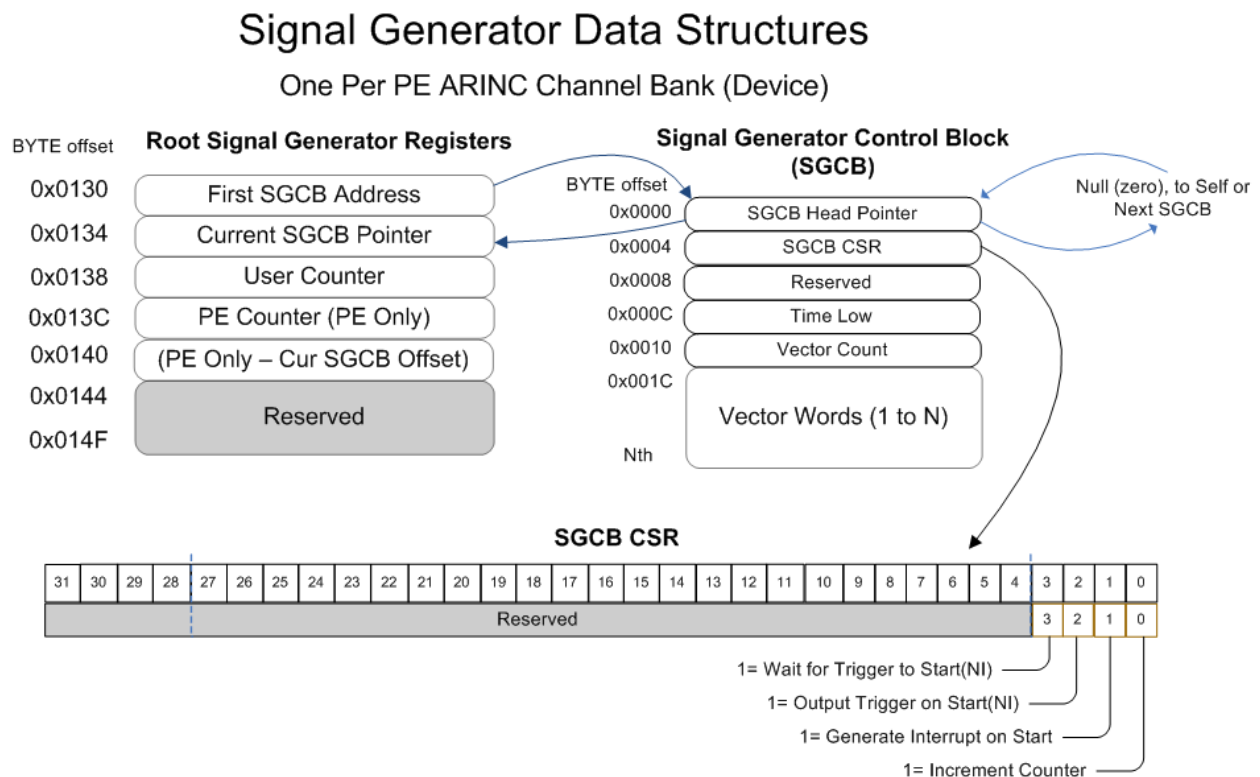 Signal Generator Data Structures
One Per PE ARINC Channel Bank (Device)
BYTE offset
Root Signal Generator Registers
0x0130
First SGCB Address
0x0134
Current SGCB Pointer
0x0138
User Counter
0x013C
PE Counter (PE Only)
0x0140
(PE Only – Cur SGCB Offset)
0x0144
Reserved
0x014F
Signal Generator Control Block
(SGCB)
BYTE offset
0x0000
SGCB Head Pointer
0x0004
SGCB CSR
0x0008
Reserved
0x000C
Time Low
0x0010
Vector Count
0x001C
Vector Words (1 to N)
Nth
Null (zero), to Self or
Next SGCB
SGCB CSR
31 30 29 28 27 26 25 24 23 22 21 20 19 18 17 16 15 14 13 12 11 10 9 8 7 6 5 4 3 2 1 0
Reserved 3 2 1 0
1= Wait for Trigger to Start(NI)
1= Output Trigger on Start(NI)
1= Generate Interrupt on Start
1= Increment Counter